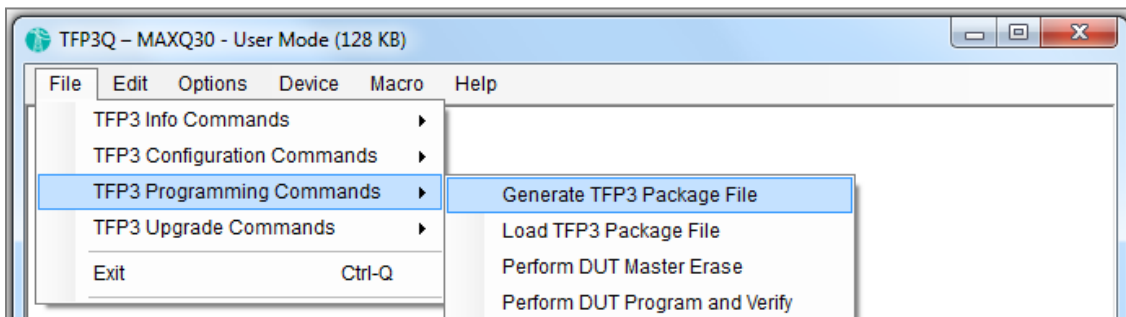 TFP3Q – MAXQ30 - User Mode (128 KB)
File Edit Options Device Macro Help
TFP3 Info Commands
TFP3 Configuration Commands
TFP3 Programming Commands
TFP3 Upgrade Commands
Exit Ctrl-Q
Generate TFP3 Package File
Load TFP3 Package File
Perform DUT Master Erase
Perform DUT Program and Verify